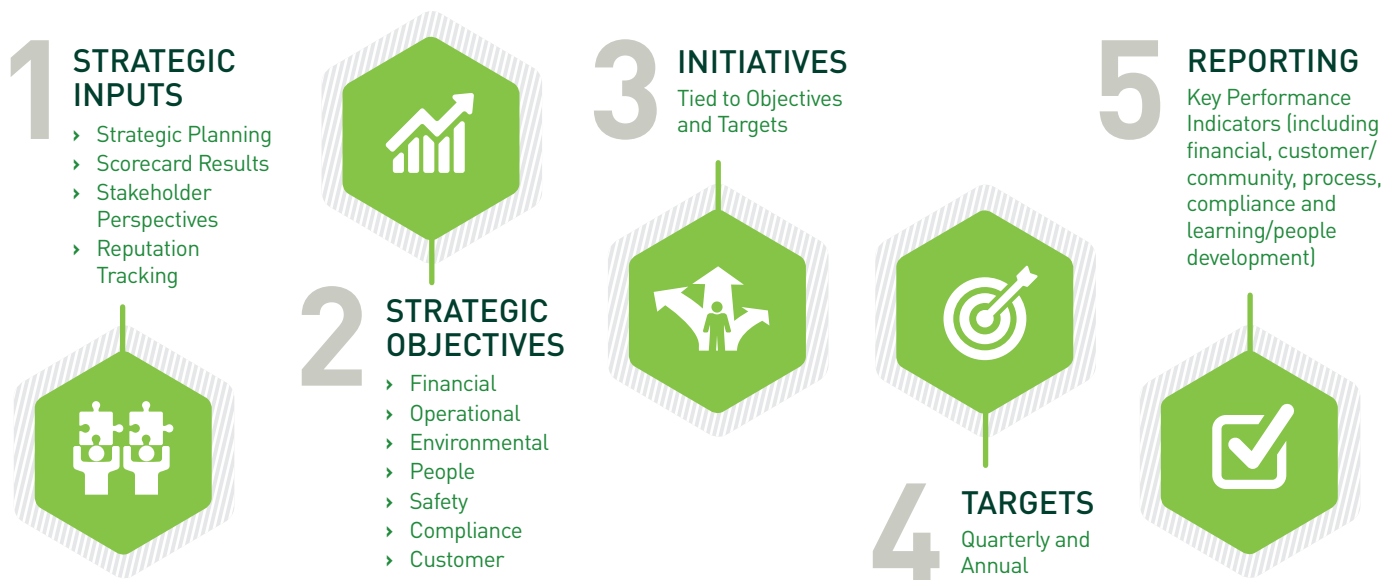 1
STRATEGIC
INPUTS
› Strategic Planning
› Scorecard Results
› Stakeholder
Perspectives
› Reputation
Tracking
2
STRATEGIC
OBJECTIVES
› Financial
› Operational
› Environmental
› People
› Safety
› Compliance
› Customer
3
INITIATIVES
Tied to Objectives
and Targets
4
TARGETS
Quarterly and
Annual
5
REPORTING
Key Performance
Indicators (including
financial, customer/
community, process,
compliance and
learning/people
development)